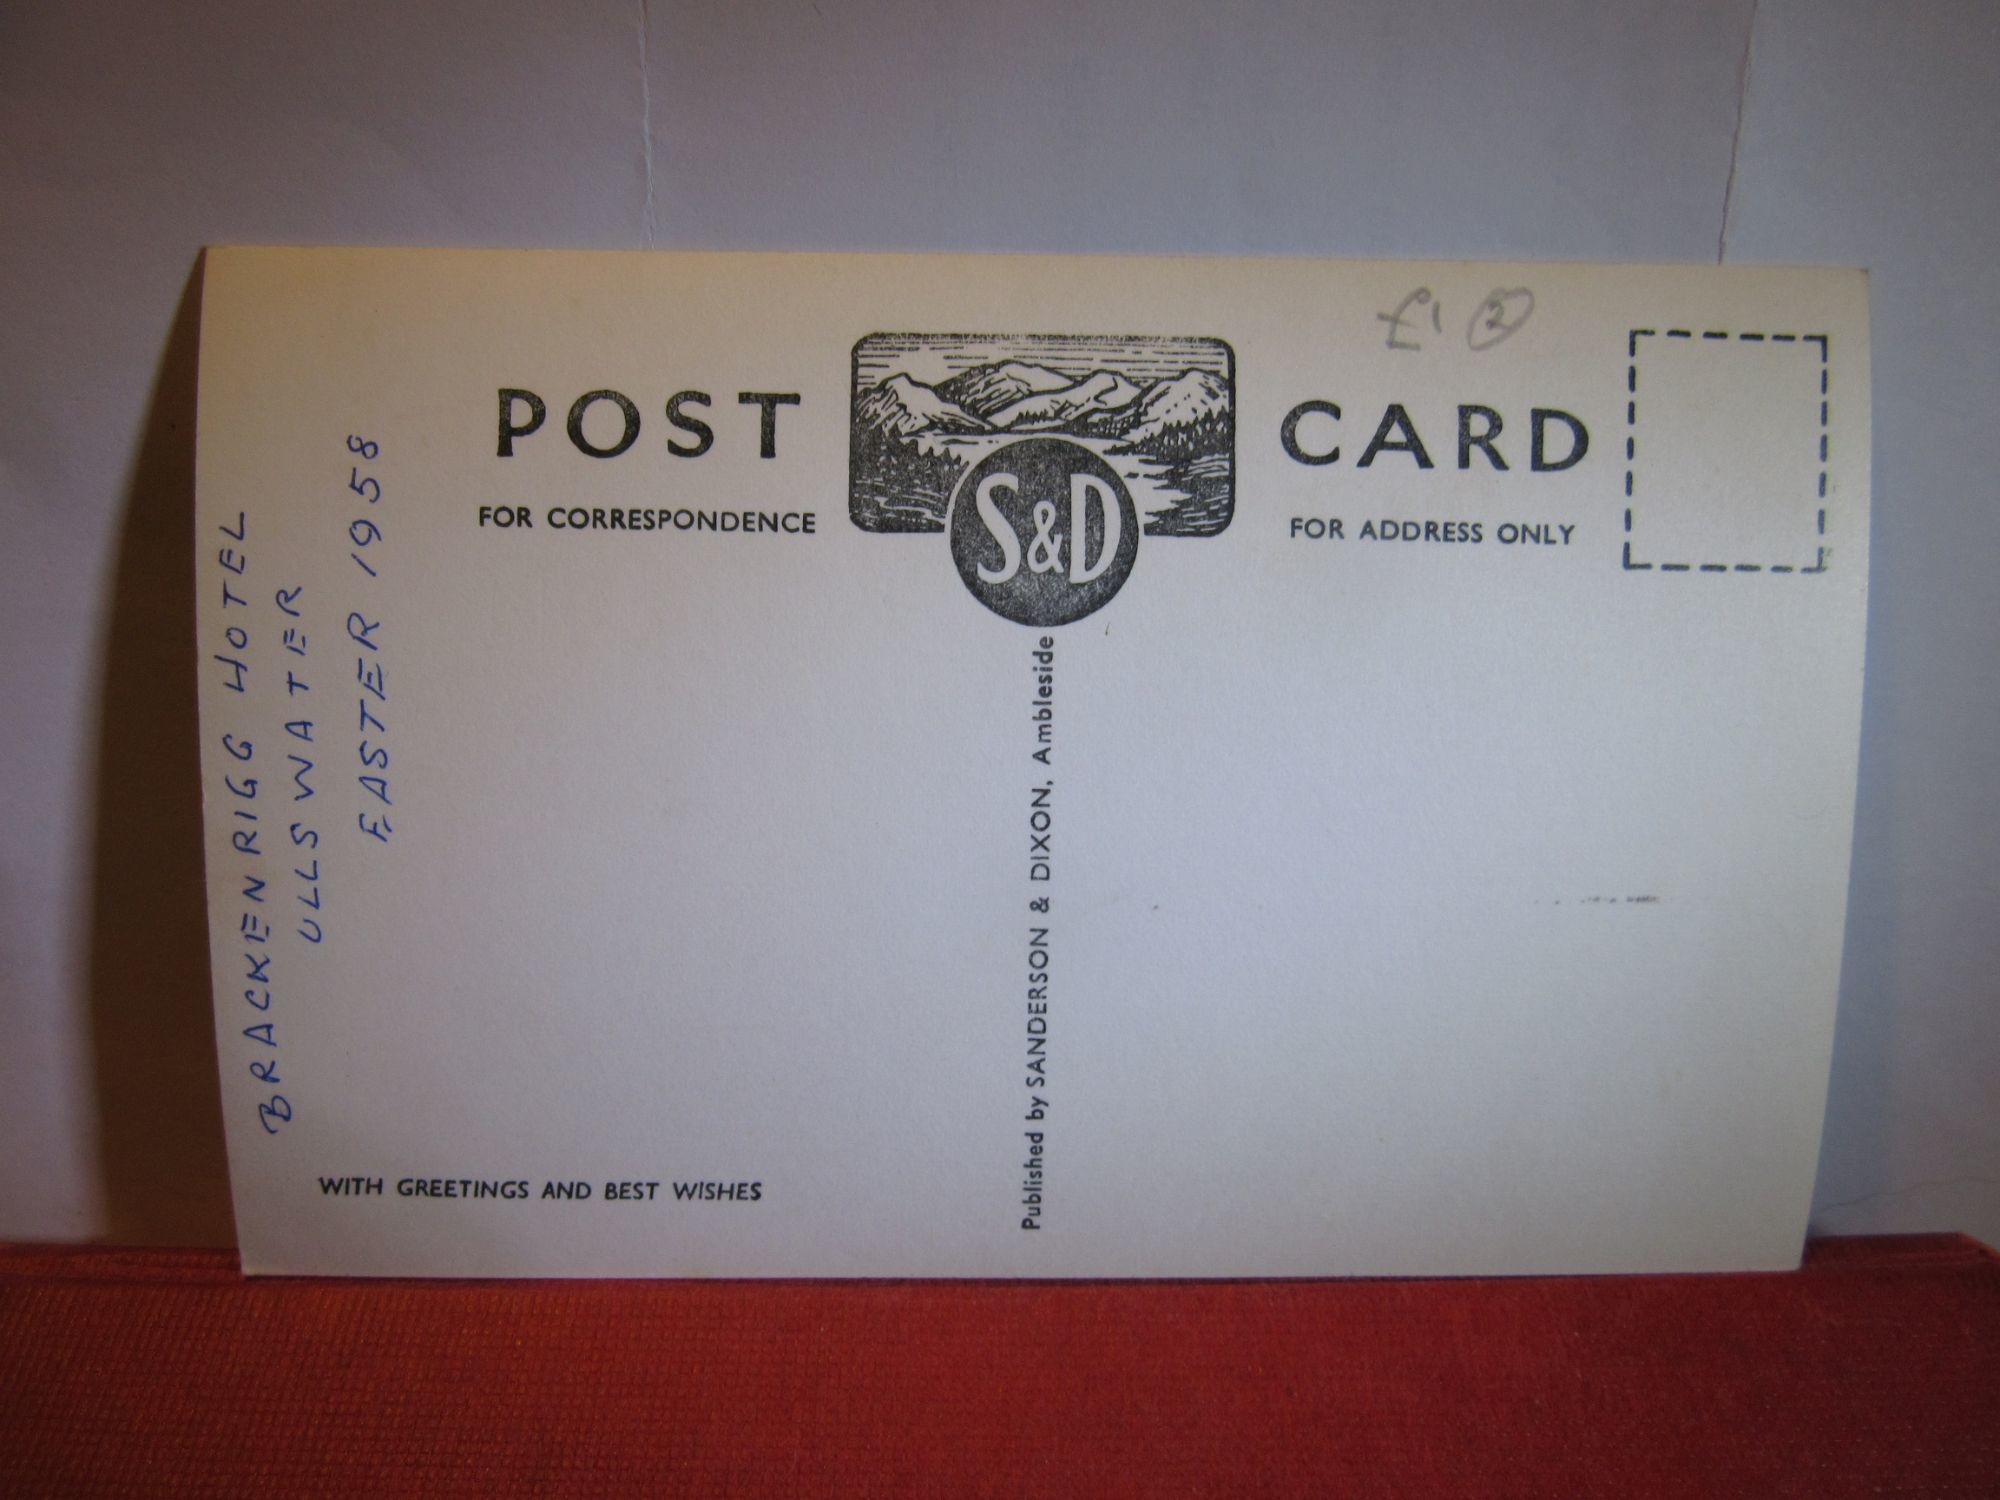 £1 2
POST CARD
FOR CORRESPONDENCE
FOR ADDRESS ONLY
S&D
BRACKENRIGG HOTEL
ULLSWATER
EASTER 1958
Published by SANDERSON & DIXON, Ambleside
WITH GREETINGS AND BEST WISHES